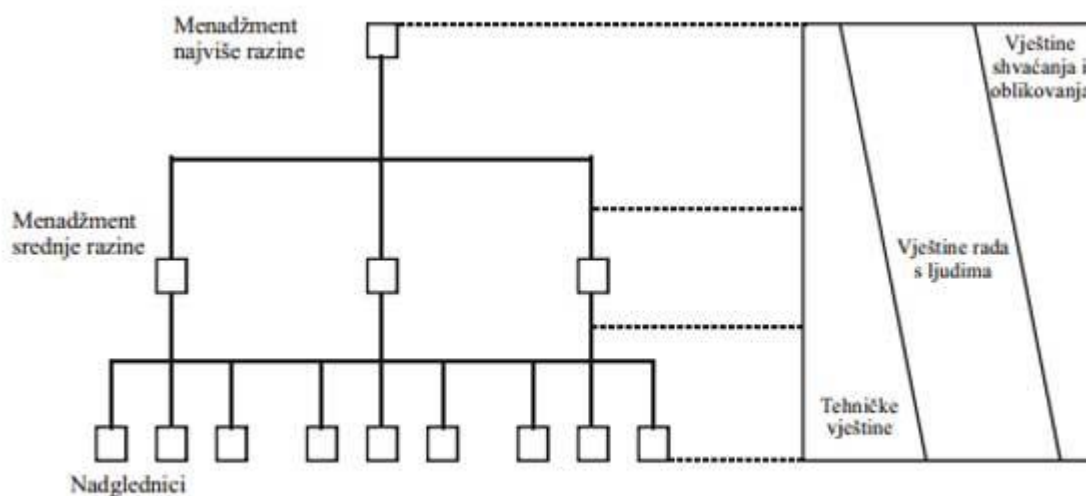 Menadžment
najviše razine
Vještine
shvaćanja i
oblikovanja
Menadžment
srednje razine
Vještine rada
s ljudima
Tehničke
vještine
Nadglednici